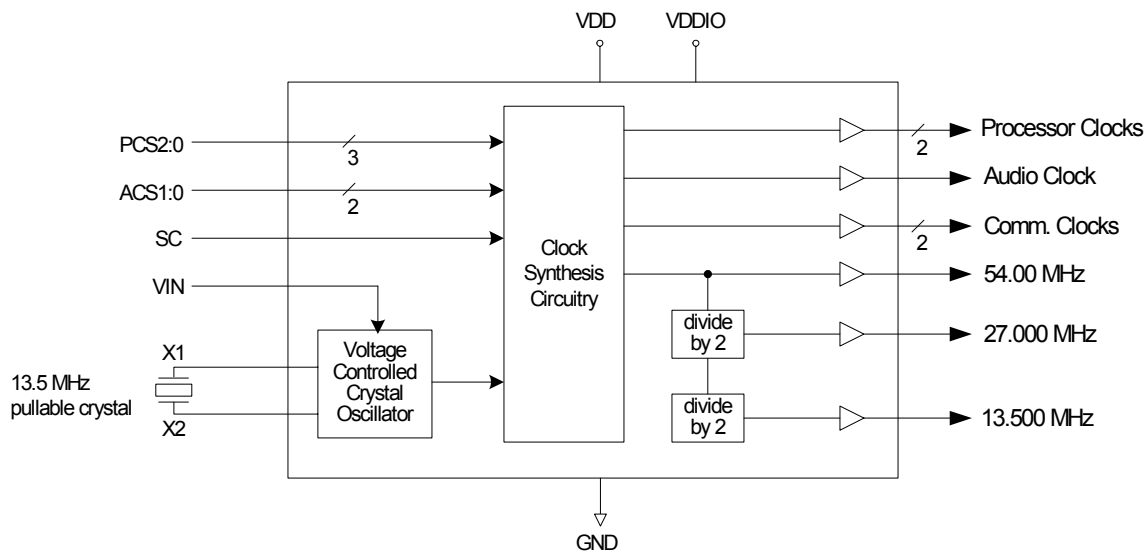 VDD
VDDIO
PCS2:0
3
ACS1:0
2
SC
VIN
X1
13.5 MHz
pullable crystal
X2
Voltage
Controlled
Crystal
Oscillator
Clock
Synthesis
Circuitry
divide
by 2
divide
by 2
Processor Clocks
2
Audio Clock
Comm. Clocks
2
54.00 MHz
27.000 MHz
13.500 MHz
GND